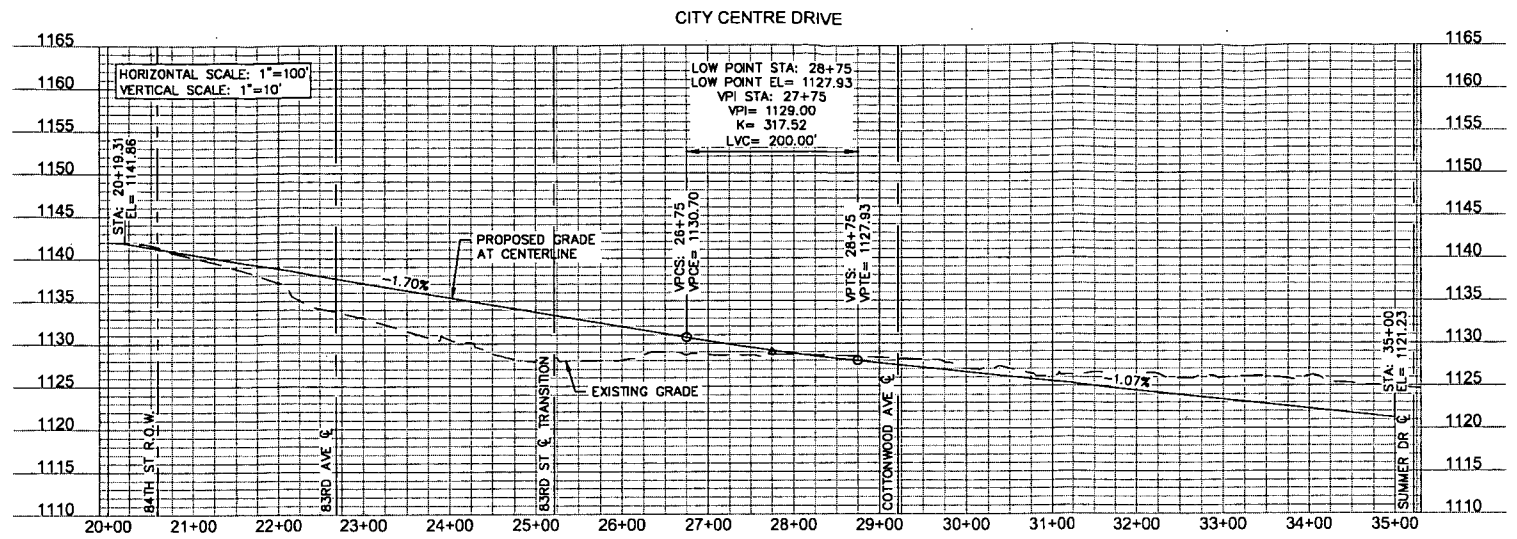 CITY CENTRE DRIVE
1165
1160
1155
1150
1145
1140
1135
1130
1125
1120
1115
1110
HORIZONTAL SCALE: 1"=100'
VERTICAL SCALE: 1"=10'
STA: 20+19.31
EL= 1141.86
LOW POINT STA: 28+75
LOW POINT EL= 1127.93
VPI STA: 27+75
VPI= 1129.00
K= 317.52
LVC= 200.00'
VPCS: 26+75
VPCE= 1130.70
VPTS: 28+75
VPTE= 1127.93
PROPOSED GRADE
AT CENTERLINE
-1.70%
EXISTING GRADE
-1.07%
STA: 35+00
EL= 1121.23
84TH ST R.O.W.
83RD AVE ℄
83RD ST ℄ TRANSITION
COTTONWOOD AVE ℄
SUMMER DR ℄
1165
1160
1155
1150
1145
1140
1135
1130
1125
1120
1115
1110
20+00 21+00 22+00 23+00 24+00 25+00 26+00 27+00 28+00 29+00 30+00 31+00 32+00 33+00 34+00 35+00